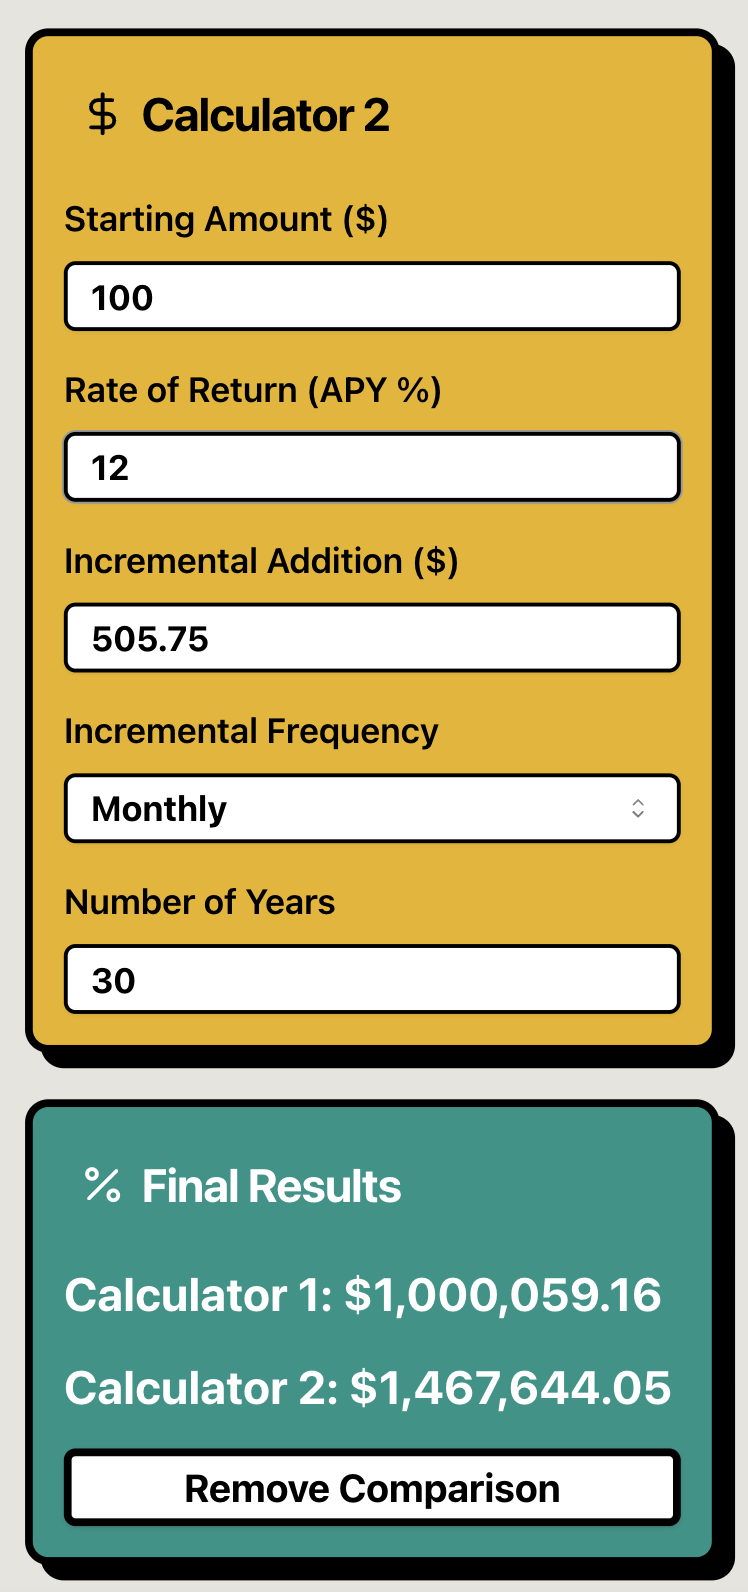 $ Calculator 2
Starting Amount ($)
100
Rate of Return (APY %)
12
Incremental Addition ($)
505.75
Incremental Frequency
Monthly
Number of Years
30
% Final Results
Calculator 1: $1,000,059.16
Calculator 2: $1,467,644.05
Remove Comparison